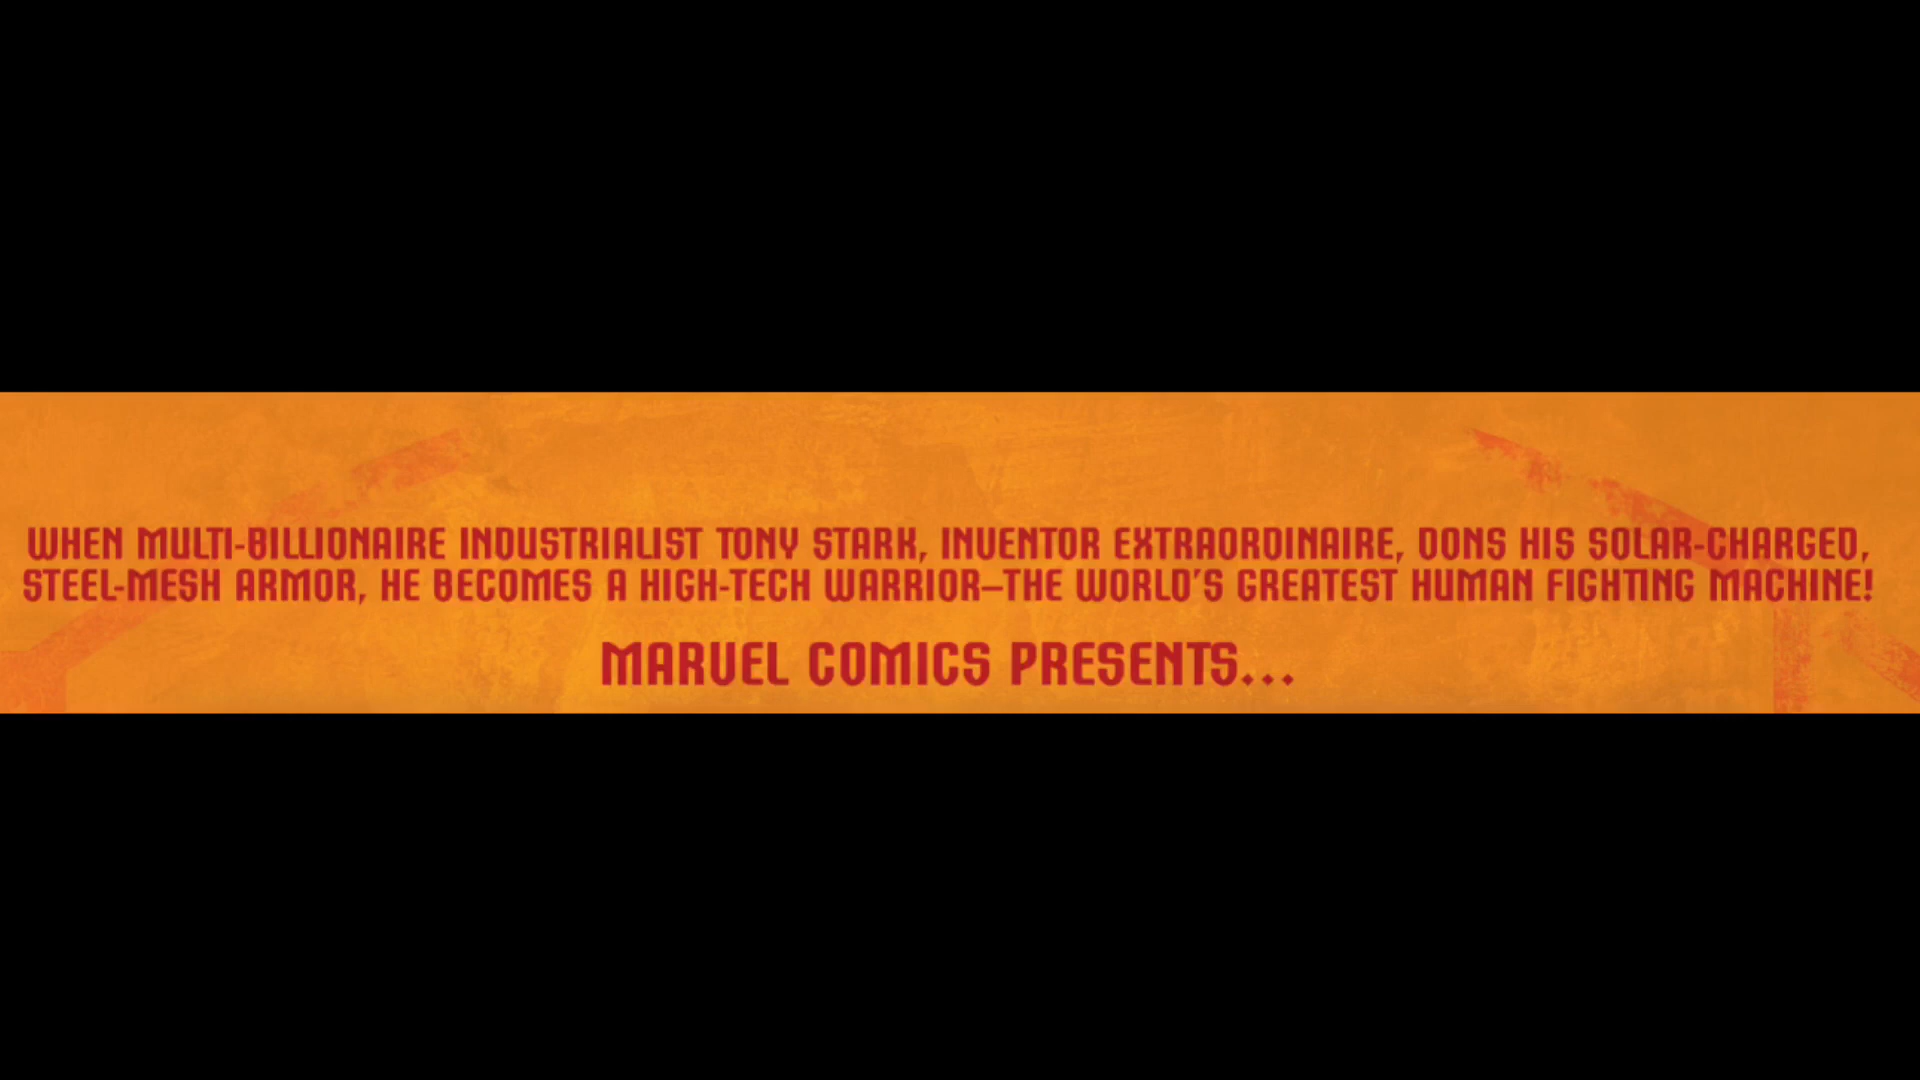 WHEN MULTI-BILLIONAIRE INDUSTRIALIST TONY STARK, INVENTOR EXTRAORDINAIRE, DONS HIS SOLAR-CHARGED,
STEEL-MESH ARMOR, HE BECOMES A HIGH-TECH WARRIOR—THE WORLD'S GREATEST HUMAN FIGHTING MACHINE!
MARVEL COMICS PRESENTS...